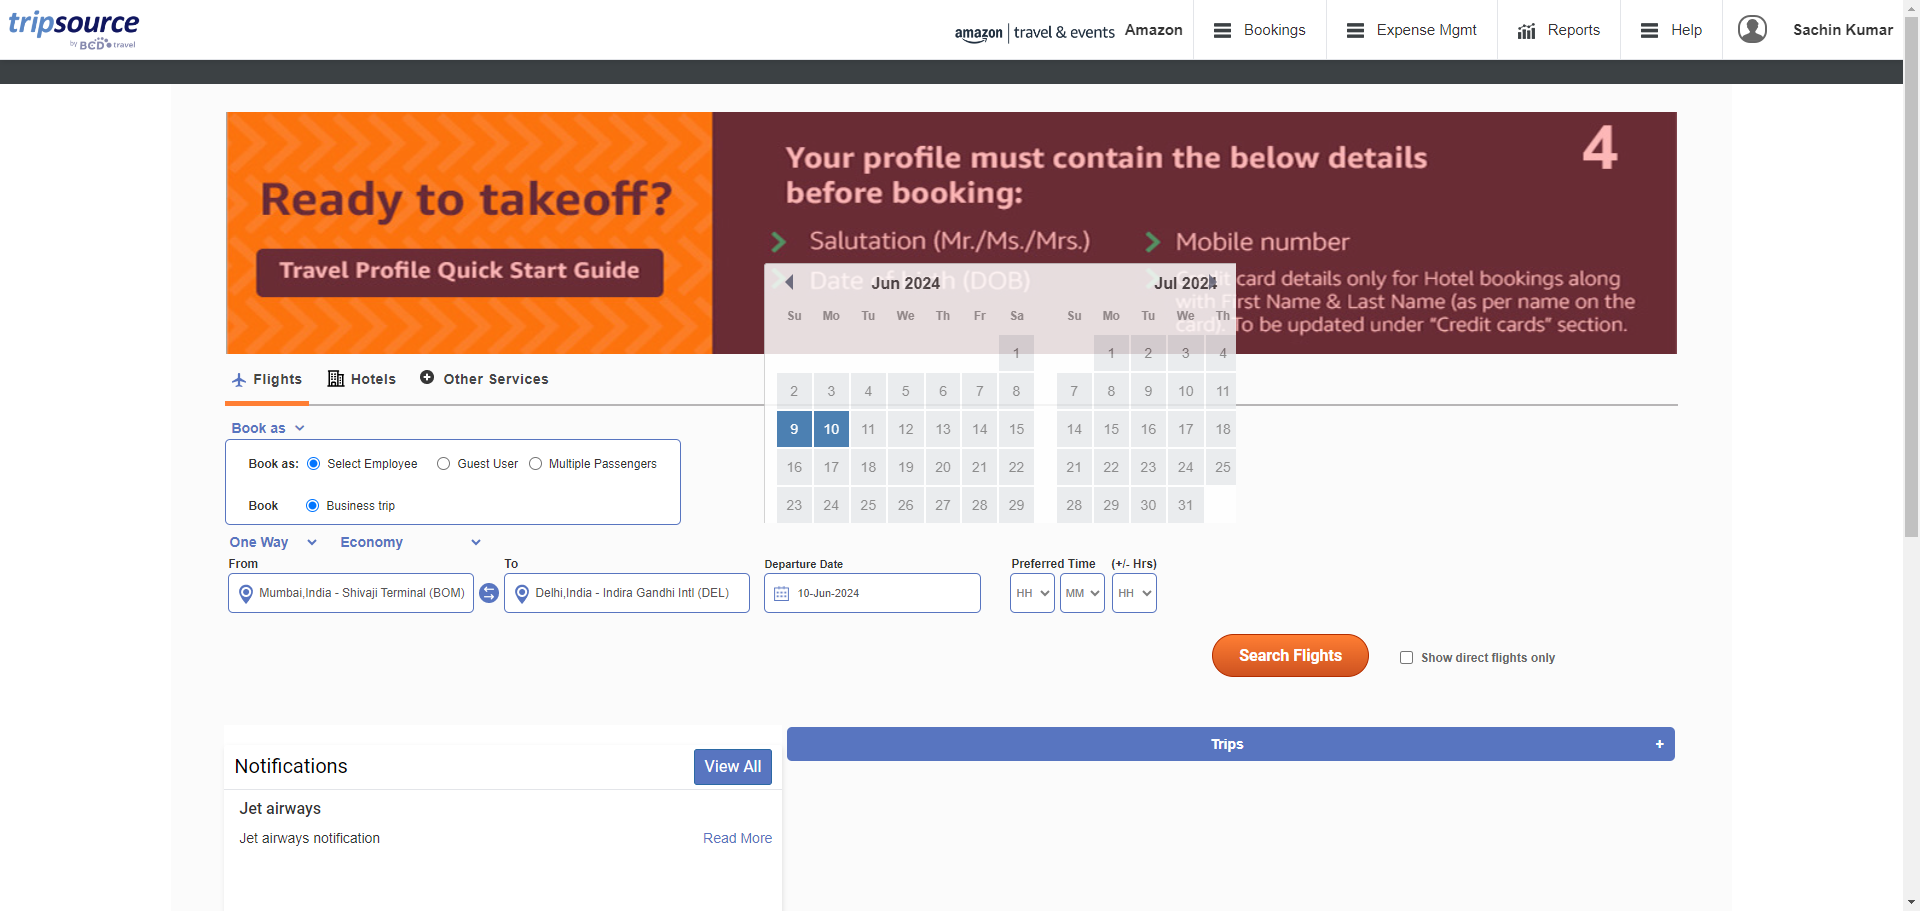 tripsource
by BCD travel
amazon | travel & events Amazon
Bookings
Expense Mgmt
Reports
Help
Sachin Kumar
Ready to takeoff?
Travel Profile Quick Start Guide
Your profile must contain the below details
before booking:
4
Salutation (Mr./Ms./Mrs.)
Mobile number
Date of birth (DOB)
Credit card details only for Hotel bookings along
with First Name & Last Name (as per name on the
card). To be updated under “Credit cards” section.
Jun 2024
Su Mo Tu We Th Fr Sa
1
2 3 4 5 6 7 8
9 10 11 12 13 14 15
16 17 18 19 20 21 22
23 24 25 26 27 28 29
Jul 2024
Su Mo Tu We Th
1 2 3 4
7 8 9 10 11
14 15 16 17 18
21 22 23 24 25
28 29 30 31
Flights
Hotels
Other Services
Book as
Book as: Select Employee Guest User Multiple Passengers
Book Business trip
One Way Economy
From
To
Departure Date
Preferred Time
(+/- Hrs)
Mumbai,India - Shivaji Terminal (BOM)
Delhi,India - Indira Gandhi Intl (DEL)
10-Jun-2024
HH MM HH
Search Flights
Show direct flights only
Trips +
Notifications
View All
Jet airways
Jet airways notification
Read More